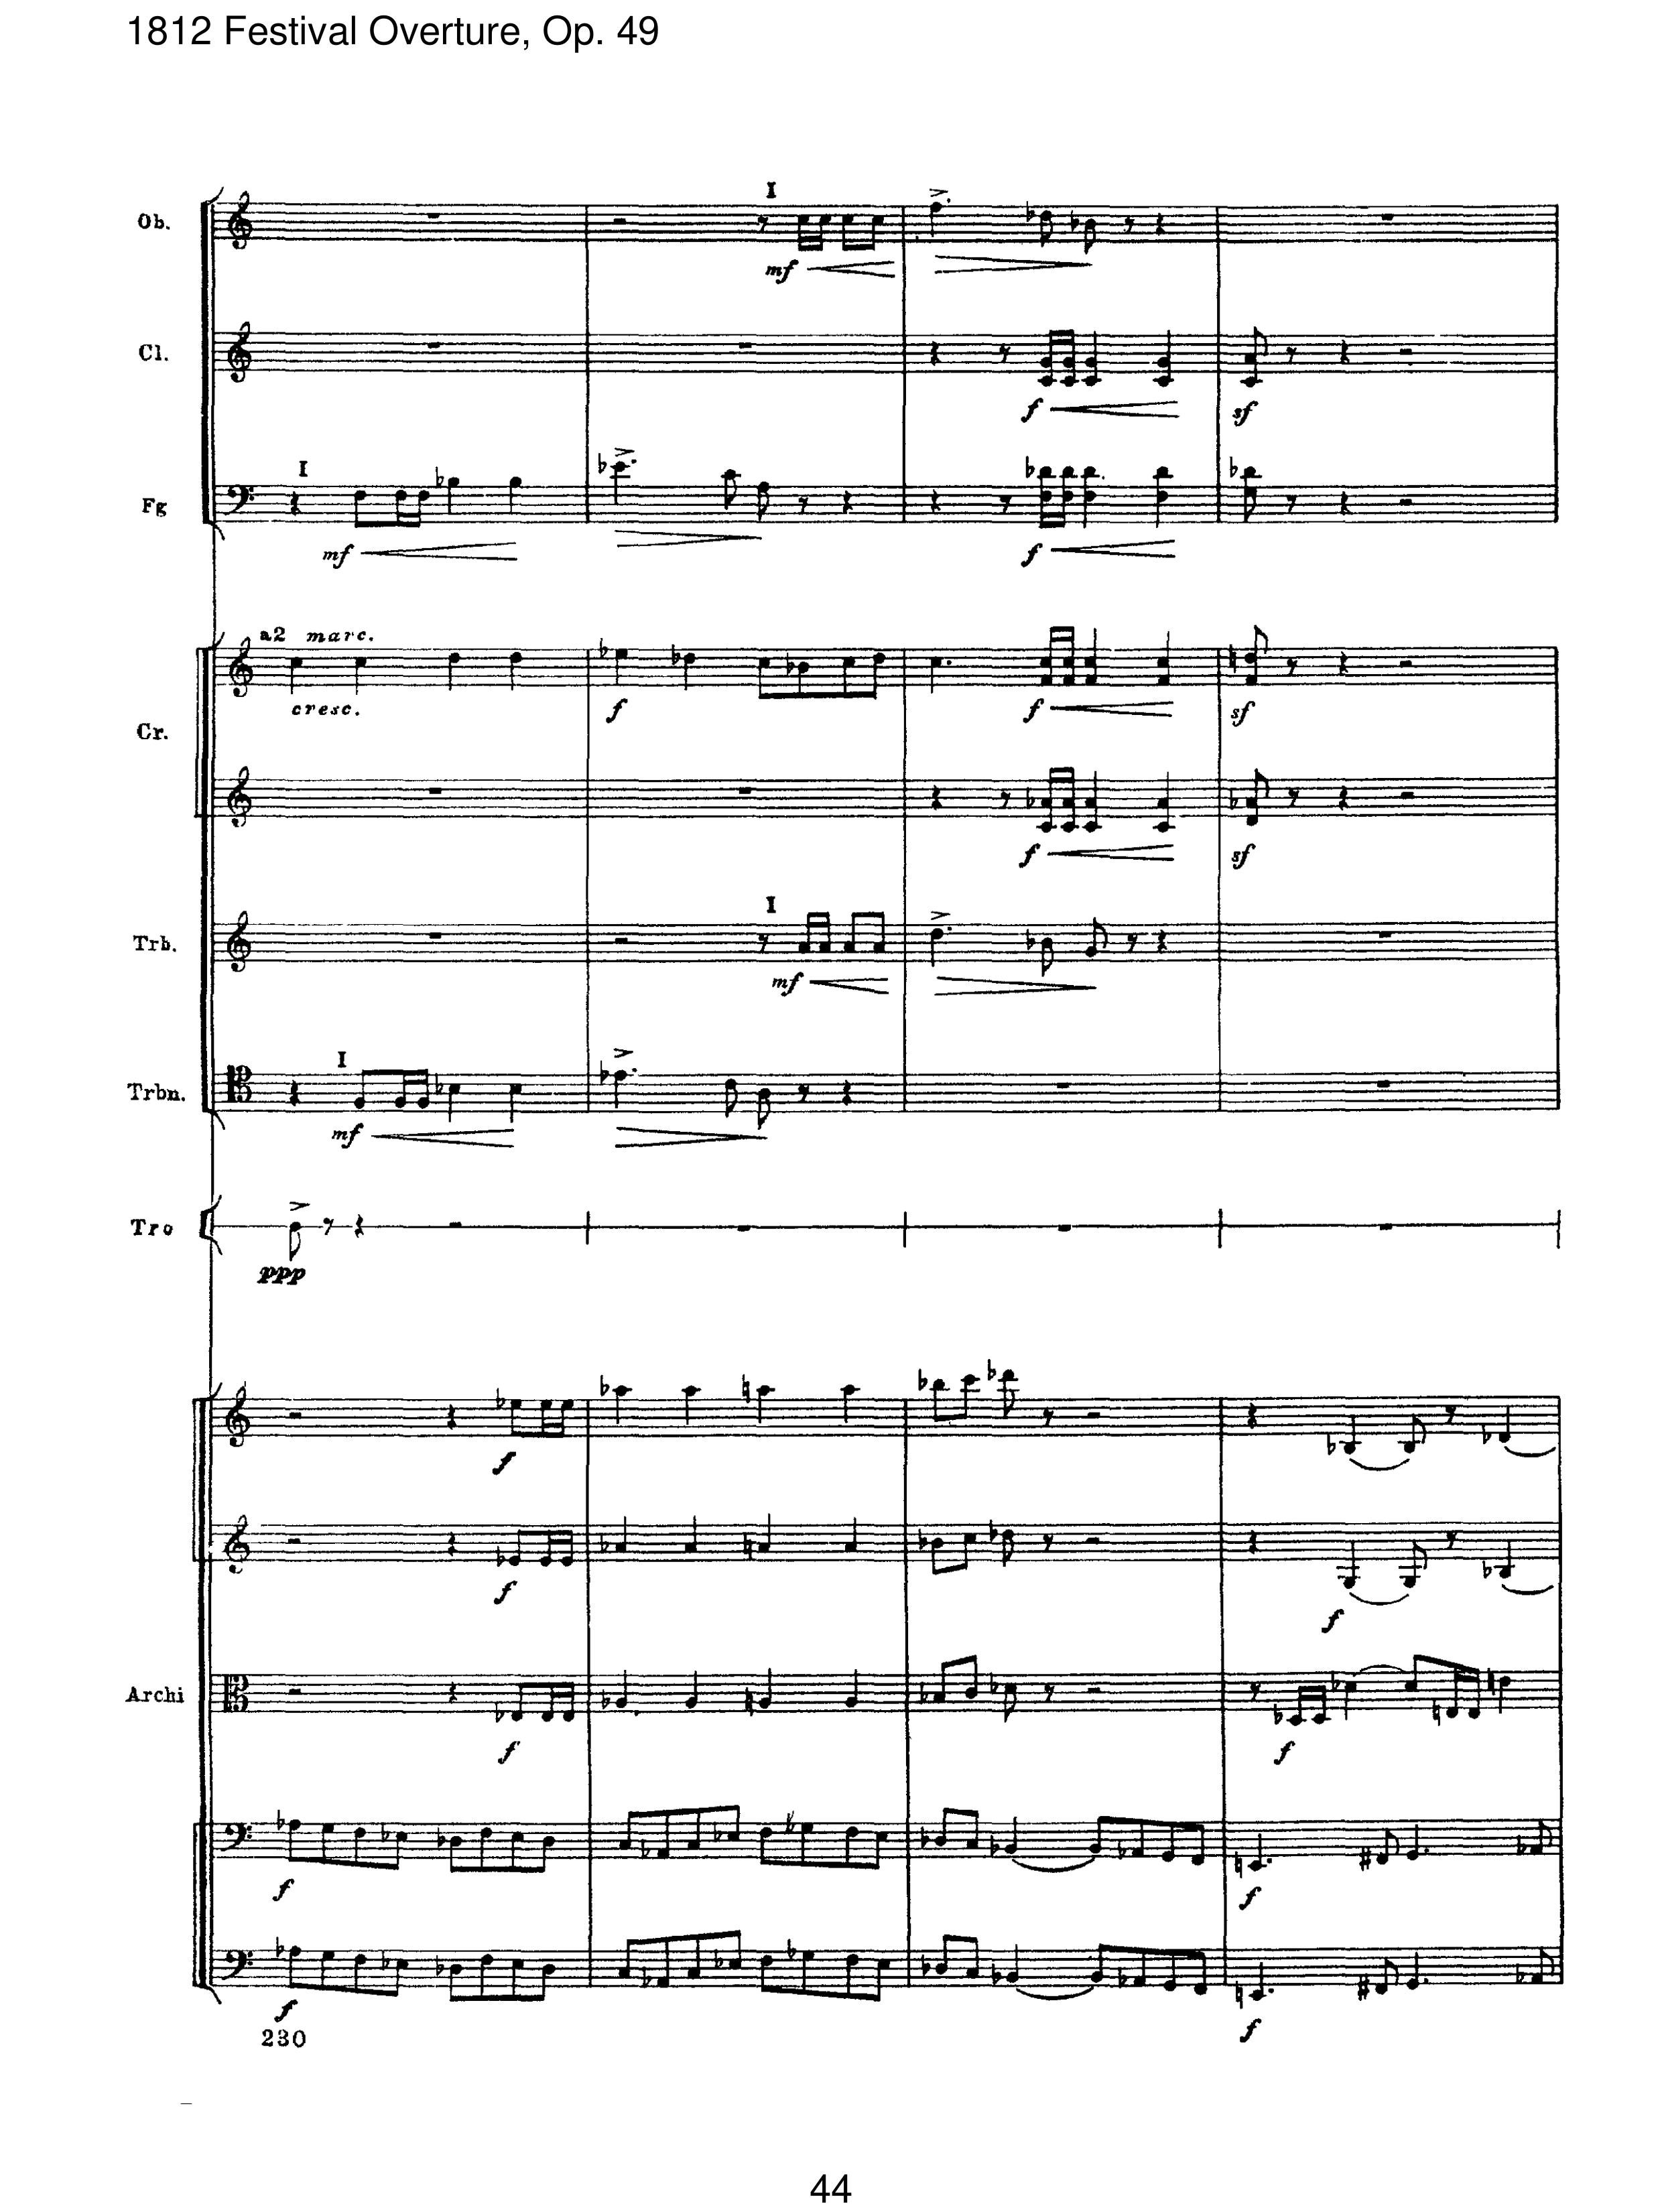 1812 Festival Overture, Op. 49
I
Ob.
mf
Cl.
f
sf
I
Fg
mf
f
a2 marc.
cresc.
f
f
sf
Cr.
f
sf
I
Trb.
mf
I
Trbn.
mf
Tro
ppp
f
f
f
Archi
f
f
f
f
f
f
230
44